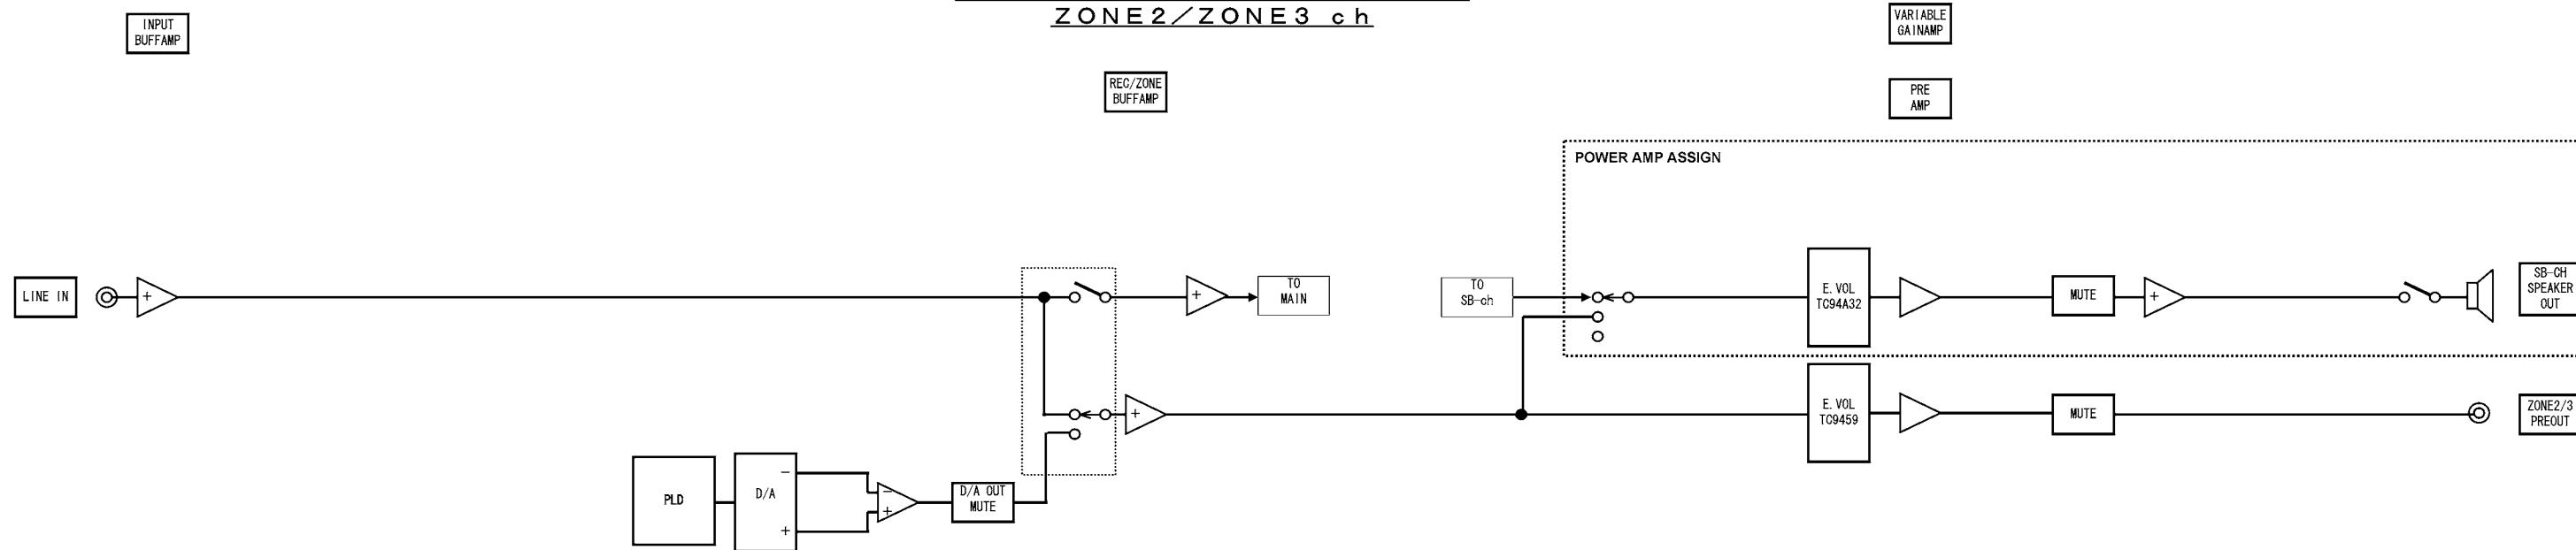 ZONE2/ZONE3 ch
INPUT
BUFFAMP
VARIABLE
GAINAMP
REC/ZONE
BUFFAMP
PRE
AMP
POWER AMP ASSIGN
LINE IN
+
+
TO
MAIN
TO
SB-ch
E.VOL
TC94A32
MUTE
+
SB-CH
SPEAKER
OUT
+
E.VOL
TC9459
MUTE
ZONE2/3
PREOUT
PLD
D/A
−
+
−
+
D/A OUT
MUTE